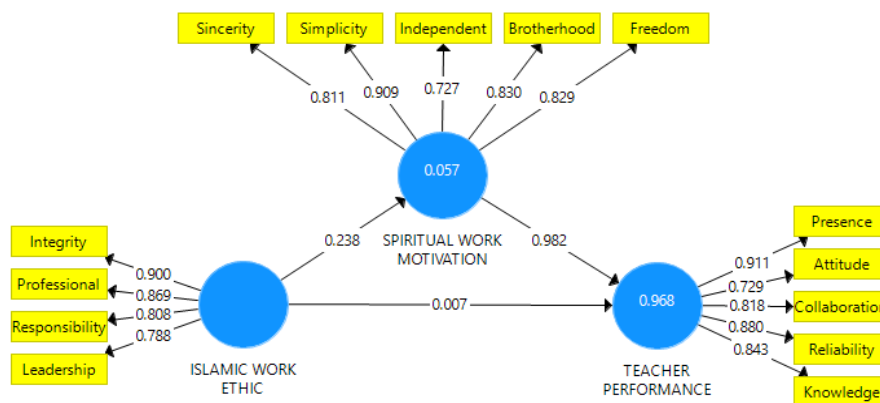 Sincerity Simplicity Independent Brotherhood Freedom
0.811 0.909 0.727 0.830 0.829
0.057
SPIRITUAL WORK
MOTIVATION
Integrity
Professional
Responsibility
Leadership
0.900
0.869
0.808
0.788
0.238
0.982
0.007
ISLAMIC WORK
ETHIC
0.968
TEACHER
PERFORMANCE
0.911
0.729
0.818
0.880
0.843
Presence
Attitude
Collaboration
Reliability
Knowledge